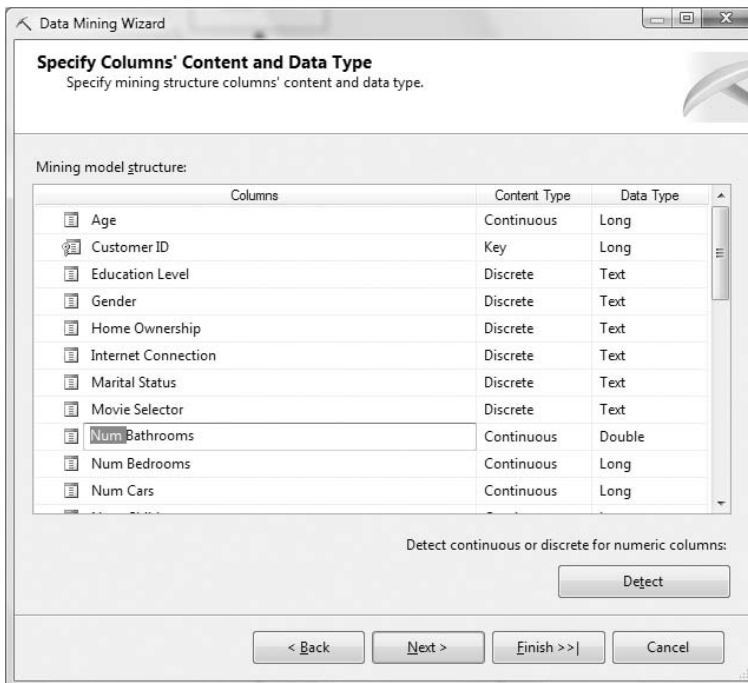 Data Mining Wizard
Specify Columns' Content and Data Type
Specify mining structure columns' content and data type.
Mining model structure:
Columns Content Type Data Type
Age Continuous Long
Customer ID Key Long
Education Level Discrete Text
Gender Discrete Text
Home Ownership Discrete Text
Internet Connection Discrete Text
Marital Status Discrete Text
Movie Selector Discrete Text
Num Bathrooms Continuous Double
Num Bedrooms Continuous Long
Num Cars Continuous Long
Detect continuous or discrete for numeric columns:
Detect
< Back Next > Finish >>| Cancel